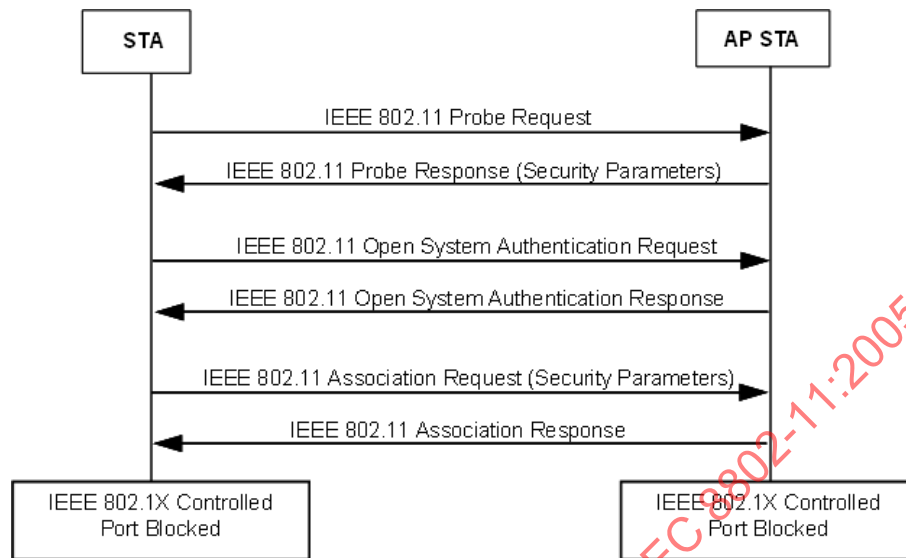 STA
AP STA
IEEE 802.11 Probe Request
IEEE 802.11 Probe Response (Security Parameters)
IEEE 802.11 Open System Authentication Request
IEEE 802.11 Open System Authentication Response
IEEE 802.11 Association Request (Security Parameters)
IEEE 802.11 Association Response
IEEE 802.1X Controlled
Port Blocked
IEEE 802.1X Controlled
Port Blocked
EC 8802-11:2005